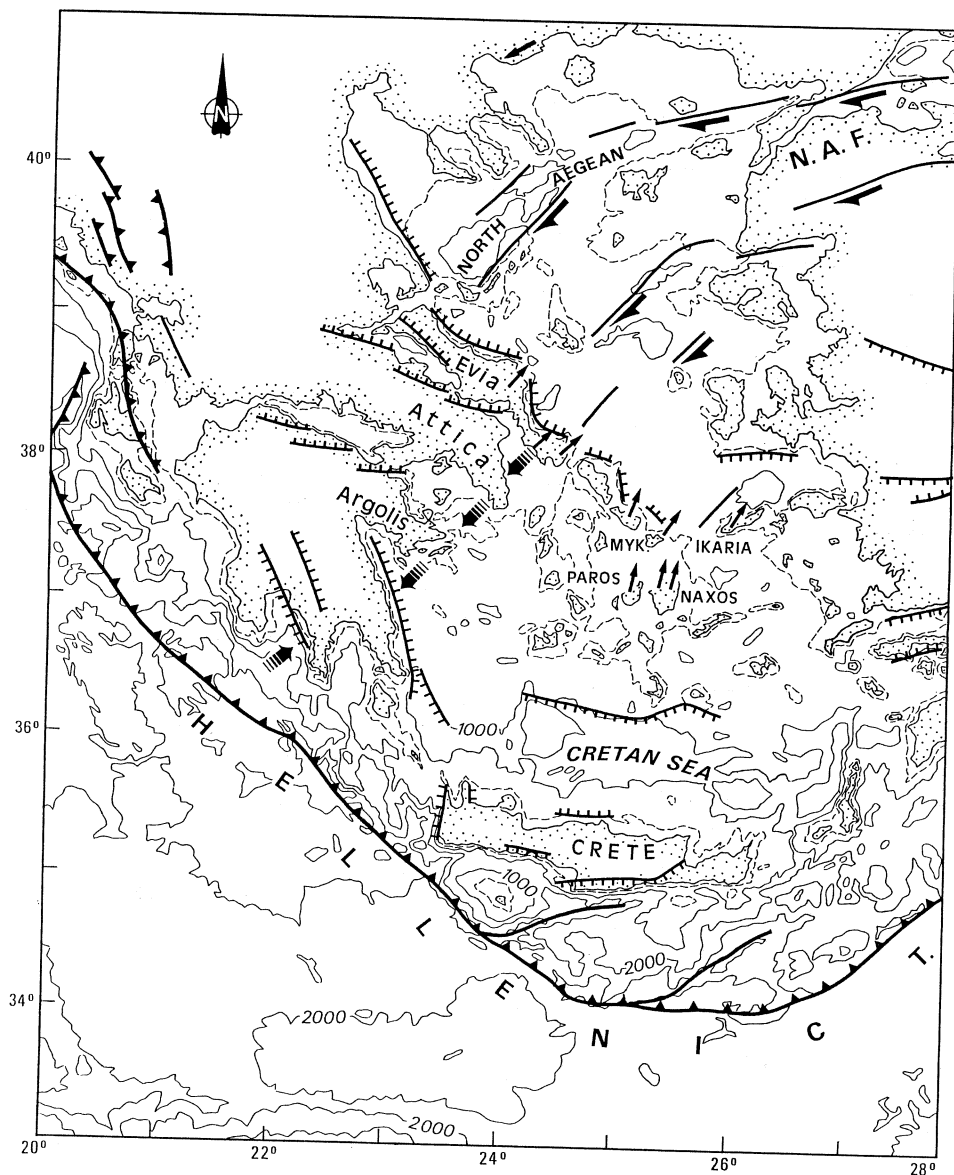 N
40°
N. A. F.
NORTH AEGEAN
Evia
Attica
38°
Argolis
MYK
IKARIA
PAROS
NAXOS
36°
1000
CRETAN SEA
CRETE
1000
2000
34°
2000
HELLENIC T.
2000
20°
22°
24°
26°
28°